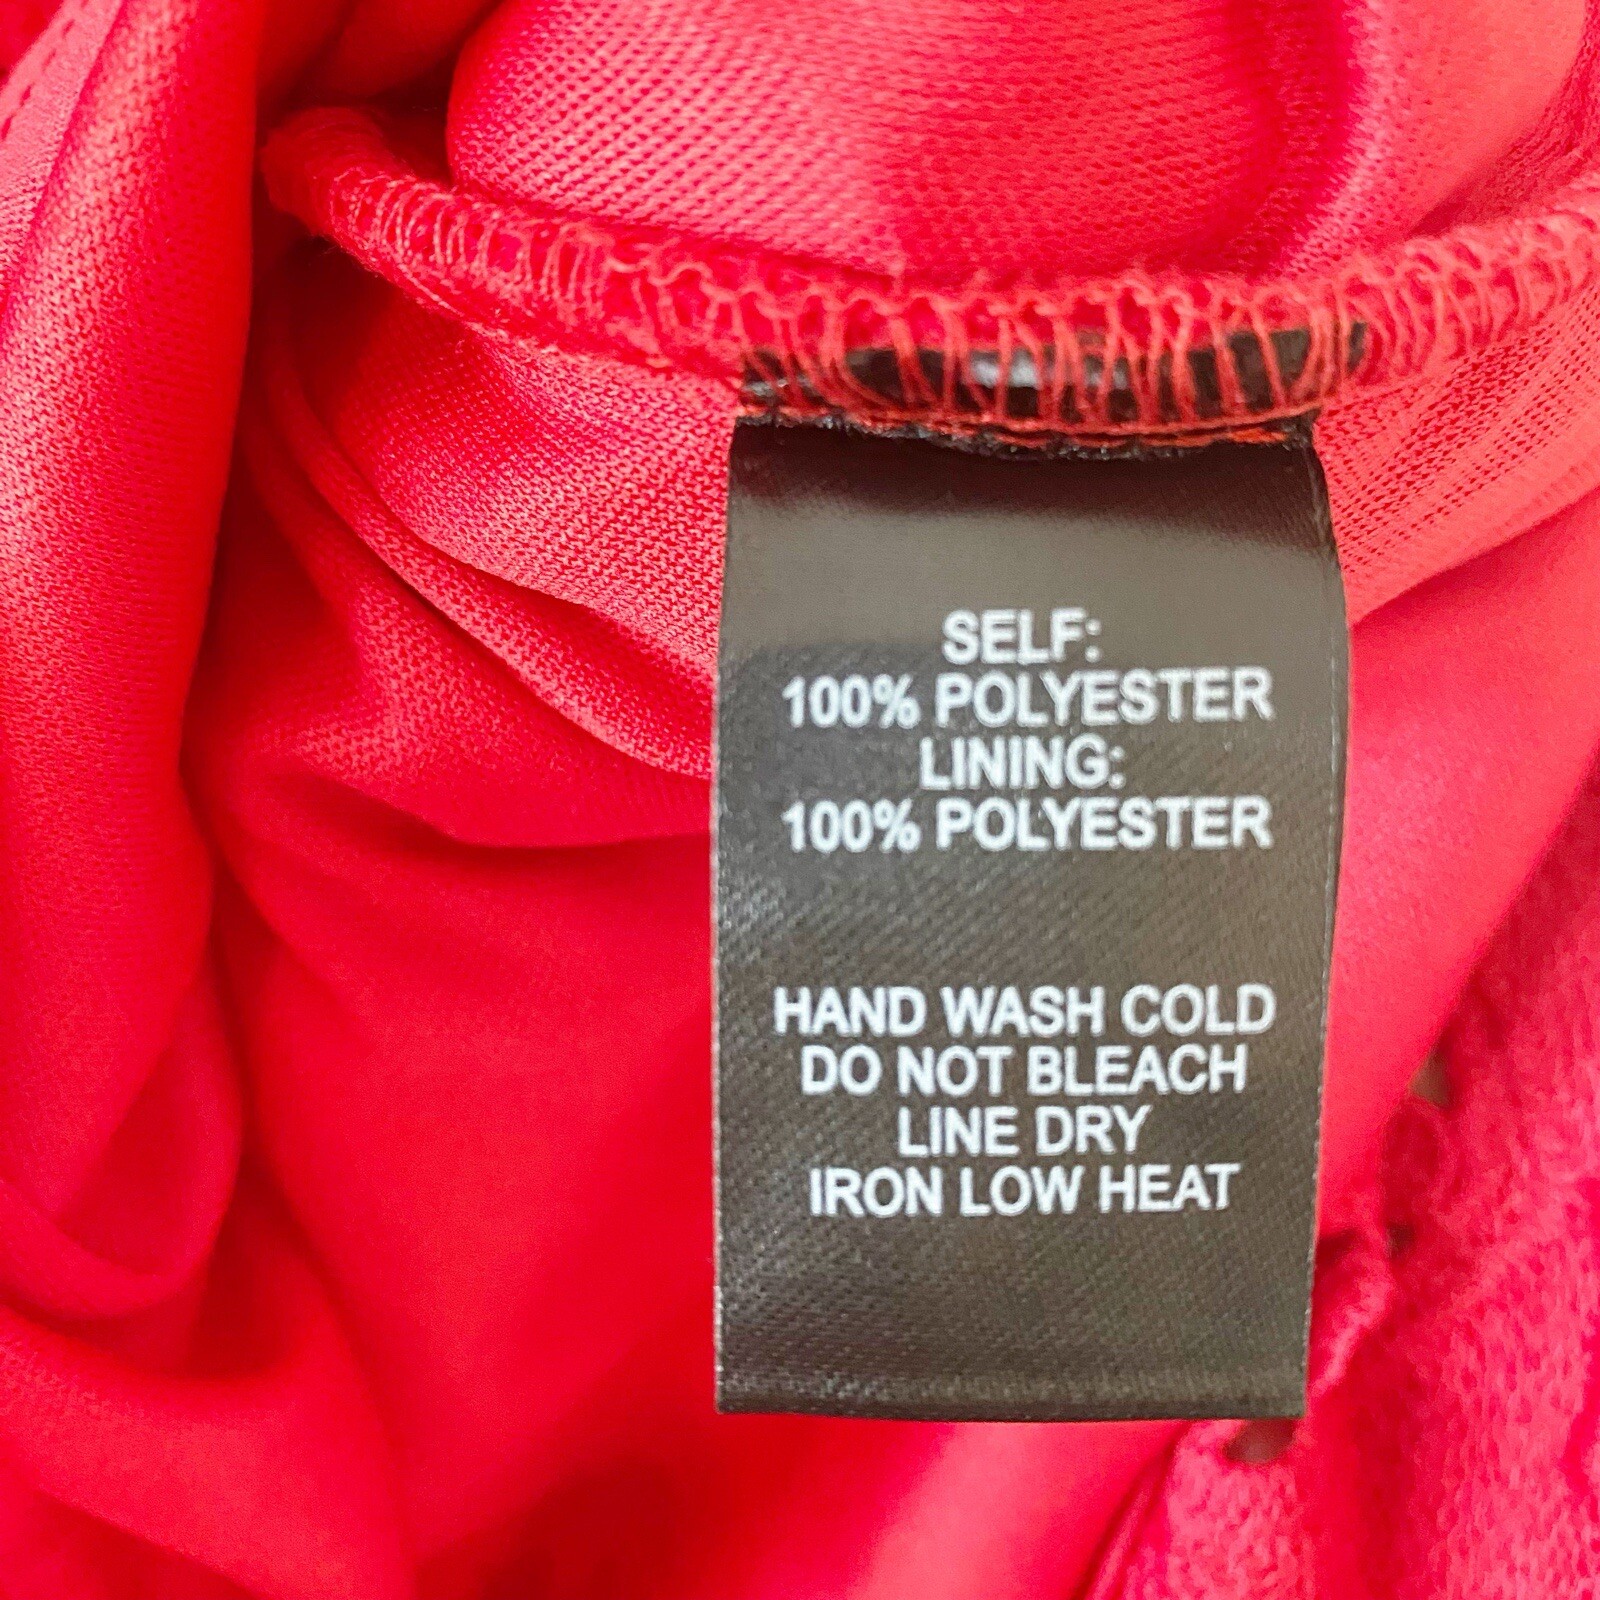 SELF:
100% POLYESTER
LINING:
100% POLYESTER
HAND WASH COLD
DO NOT BLEACH
LINE DRY
IRON LOW HEAT